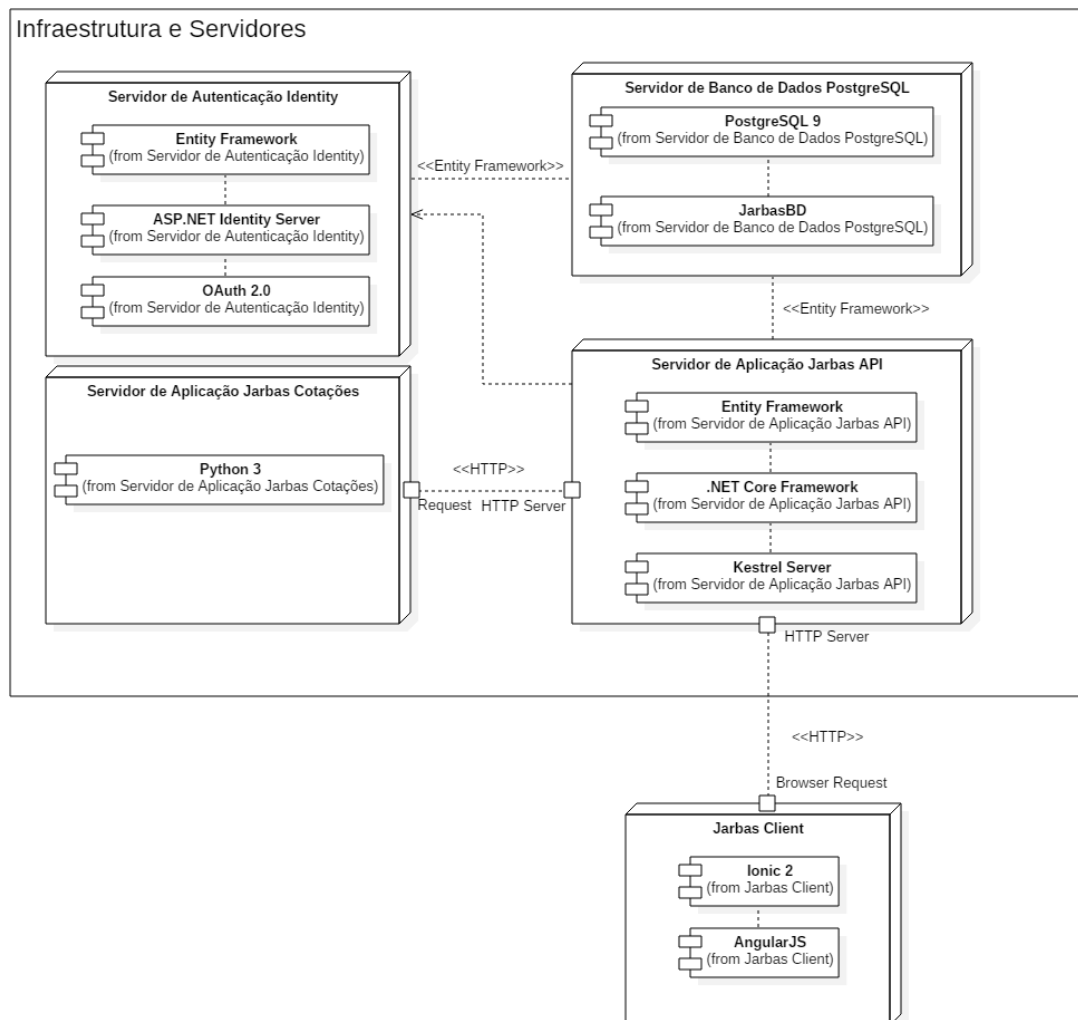 Infraestrutura e Servidores
Servidor de Autenticação Identity
Entity Framework
(from Servidor de Autenticação Identity)
ASP.NET Identity Server
(from Servidor de Autenticação Identity)
OAuth 2.0
(from Servidor de Autenticação Identity)
<<Entity Framework>>
Servidor de Banco de Dados PostgreSQL
PostgreSQL 9
(from Servidor de Banco de Dados PostgreSQL)
JarbasBD
(from Servidor de Banco de Dados PostgreSQL)
<<Entity Framework>>
Servidor de Aplicação Jarbas Cotações
Python 3
(from Servidor de Aplicação Jarbas Cotações)
<<HTTP>>
Request
HTTP Server
Servidor de Aplicação Jarbas API
Entity Framework
(from Servidor de Aplicação Jarbas API)
.NET Core Framework
(from Servidor de Aplicação Jarbas API)
Kestrel Server
(from Servidor de Aplicação Jarbas API)
HTTP Server
<<HTTP>>
Browser Request
Jarbas Client
Ionic 2
(from Jarbas Client)
AngularJS
(from Jarbas Client)